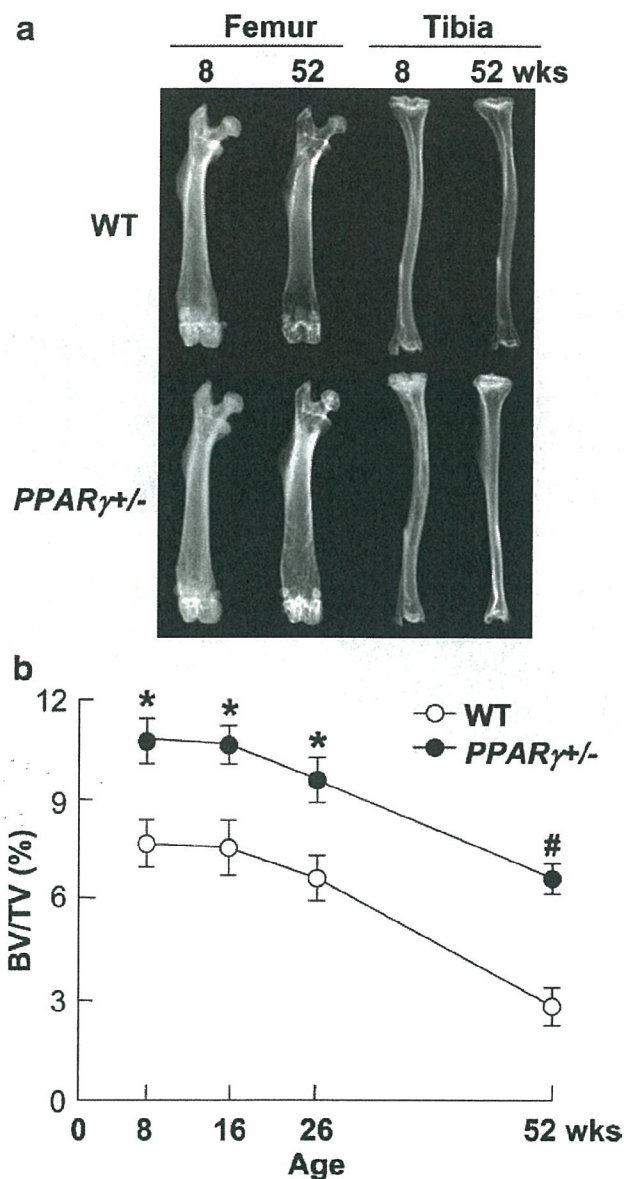 a
Femur Tibia
8 52 8 52 wks
WT
PPARγ+/-
b
12
9
6
3
0
BV/TV (%)
* * * #
WT
PPARγ+/-
0 8 16 26 52 wks
Age